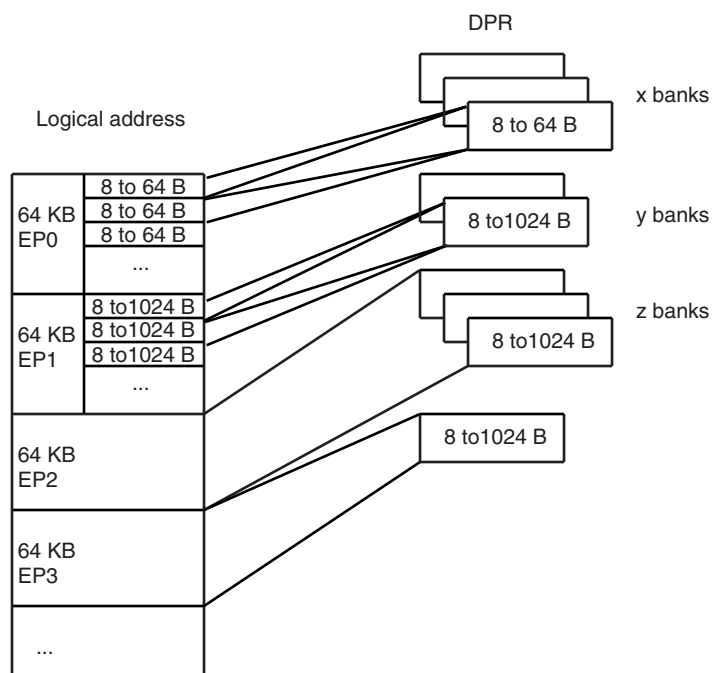 DPR
x banks
8 to 64 B
Logical address
8 to 64 B
64 KB
EP0
8 to 64 B
8 to 64 B
...
8 to1024 B
y banks
64 KB
EP1
8 to1024 B
8 to1024 B
8 to1024 B
...
z banks
8 to1024 B
64 KB
EP2
8 to1024 B
64 KB
EP3
...